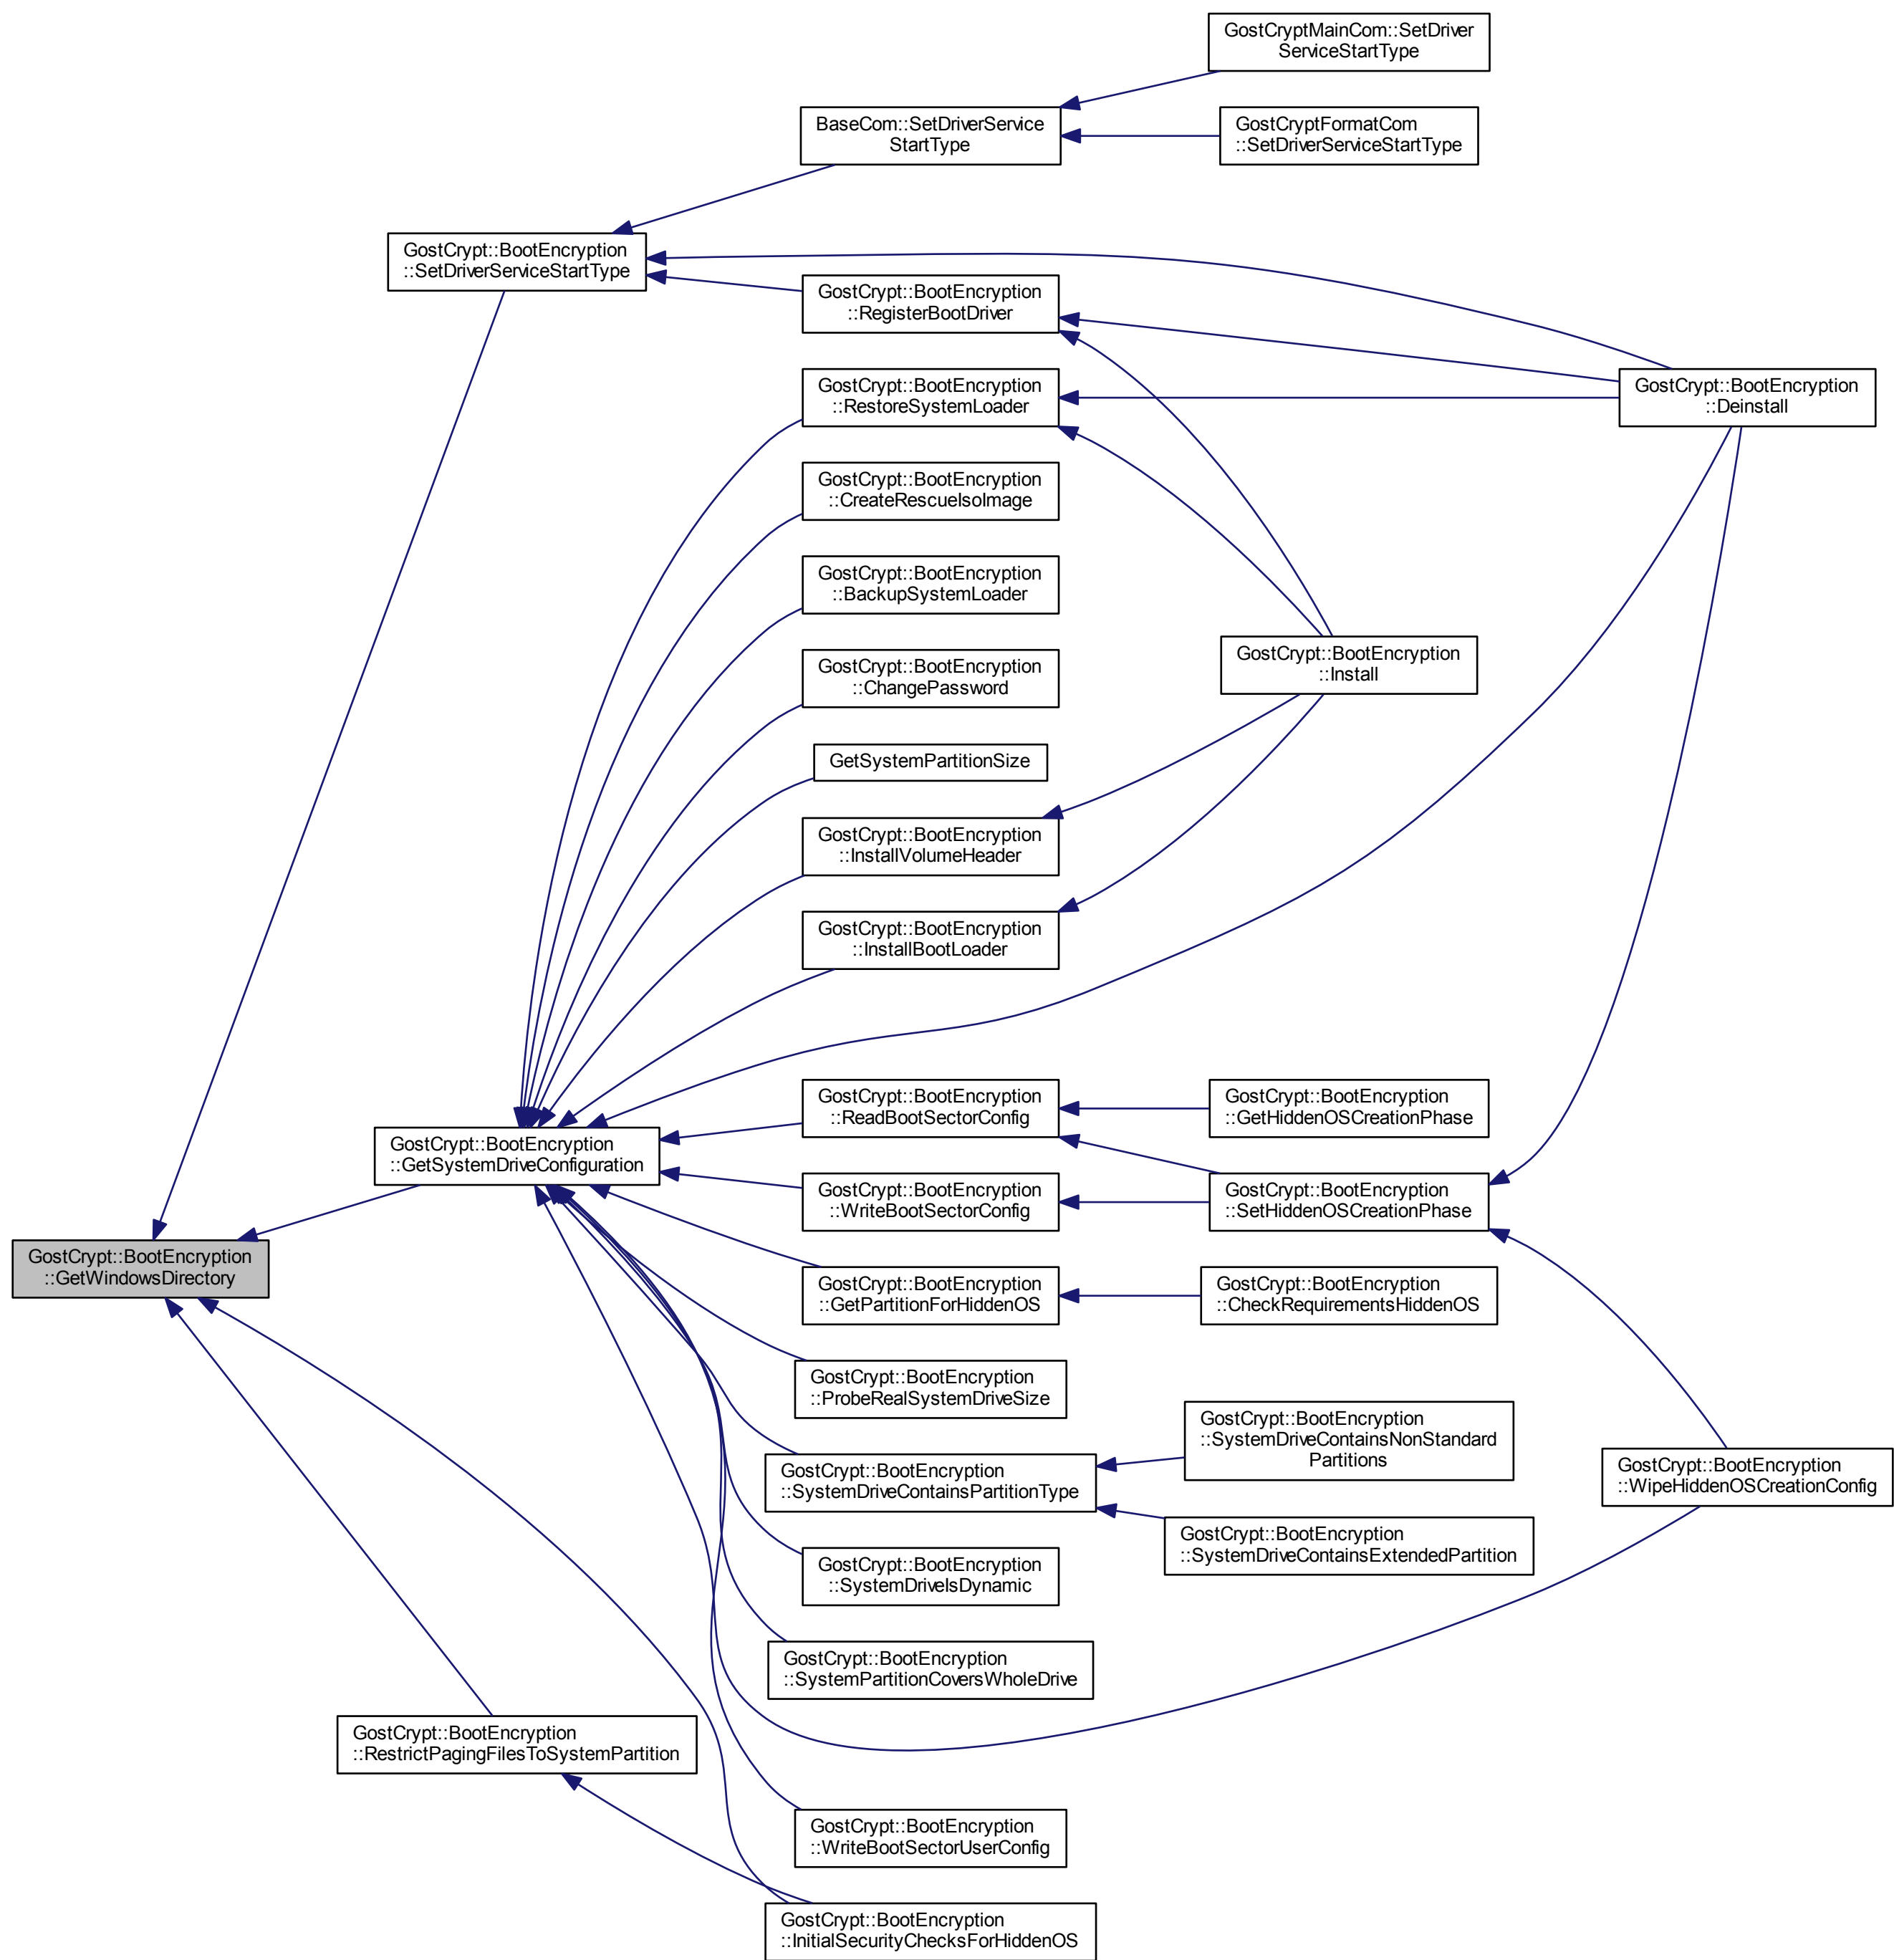 GostCryptMainCom::SetDriver
ServiceStartType
BaseCom::SetDriverService
StartType
GostCryptFormatCom
::SetDriverServiceStartType
GostCrypt::BootEncryption
::SetDriverServiceStartType
GostCrypt::BootEncryption
::RegisterBootDriver
GostCrypt::BootEncryption
::RestoreSystemLoader
GostCrypt::BootEncryption
::Deinstall
GostCrypt::BootEncryption
::CreateRescueIsoImage
GostCrypt::BootEncryption
::BackupSystemLoader
GostCrypt::BootEncryption
::Install
GostCrypt::BootEncryption
::ChangePassword
GetSystemPartitionSize
GostCrypt::BootEncryption
::InstallVolumeHeader
GostCrypt::BootEncryption
::InstallBootLoader
GostCrypt::BootEncryption
::ReadBootSectorConfig
GostCrypt::BootEncryption
::GetHiddenOSCreationPhase
GostCrypt::BootEncryption
::GetSystemDriveConfiguration
GostCrypt::BootEncryption
::WriteBootSectorConfig
GostCrypt::BootEncryption
::SetHiddenOSCreationPhase
GostCrypt::BootEncryption
::GetWindowsDirectory
GostCrypt::BootEncryption
::GetPartitionForHiddenOS
GostCrypt::BootEncryption
::CheckRequirementsHiddenOS
GostCrypt::BootEncryption
::ProbeRealSystemDriveSize
GostCrypt::BootEncryption
::SystemDriveContainsNonStandard
Partitions
GostCrypt::BootEncryption
::SystemDriveContainsPartitionType
GostCrypt::BootEncryption
::WipeHiddenOSCreationConfig
GostCrypt::BootEncryption
::SystemDriveContainsExtendedPartition
GostCrypt::BootEncryption
::SystemDriveIsDynamic
GostCrypt::BootEncryption
::SystemPartitionCoversWholeDrive
GostCrypt::BootEncryption
::RestrictPagingFilesToSystemPartition
GostCrypt::BootEncryption
::WriteBootSectorUserConfig
GostCrypt::BootEncryption
::InitialSecurityChecksForHiddenOS